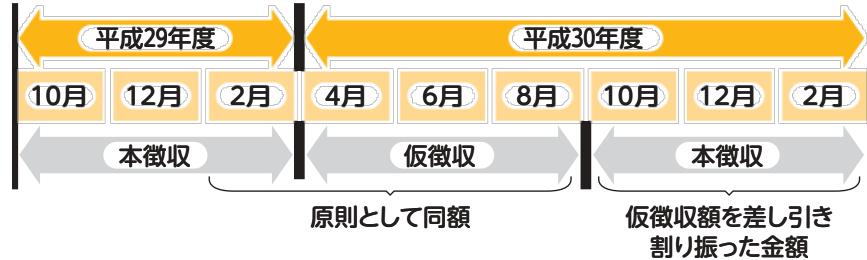 平成29年度
平成30年度
10月
12月
2月
4月
6月
8月
10月
12月
2月
本徴収
仮徴収
本徴収
原則として同額
仮徴収額を差し引き
割り振った金額